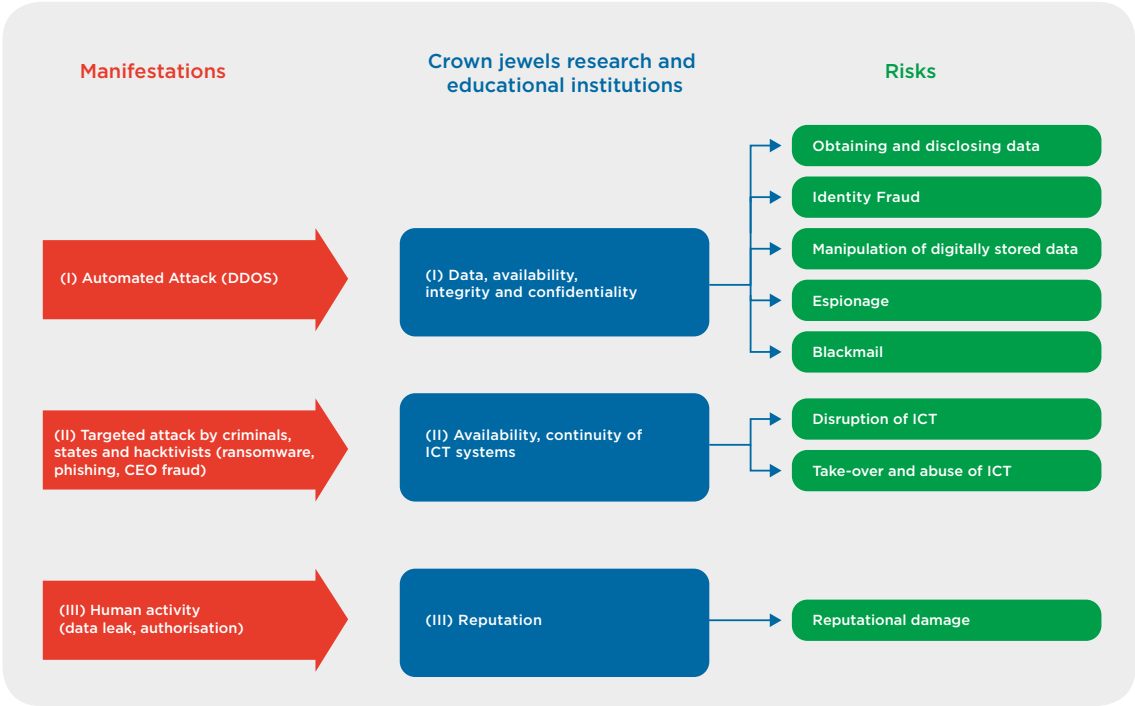 Manifestations
Crown jewels research and
educational institutions
Risks
(I) Automated Attack (DDOS)
(I) Data, availability,
integrity and confidentiality
Obtaining and disclosing data
Identity Fraud
Manipulation of digitally stored data
Espionage
Blackmail
(II) Targeted attack by criminals,
states and hacktivists (ransomware,
phishing, CEO fraud)
(II) Availability, continuity of
ICT systems
Disruption of ICT
Take-over and abuse of ICT
(III) Human activity
(data leak, authorisation)
(III) Reputation
Reputational damage